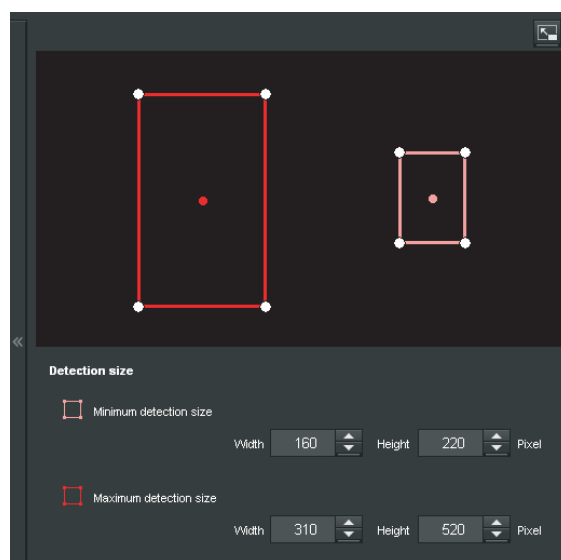 Detection size
Minimum detection size
Width 160 Height 220 Pixel
Maximum detection size
Width 310 Height 520 Pixel